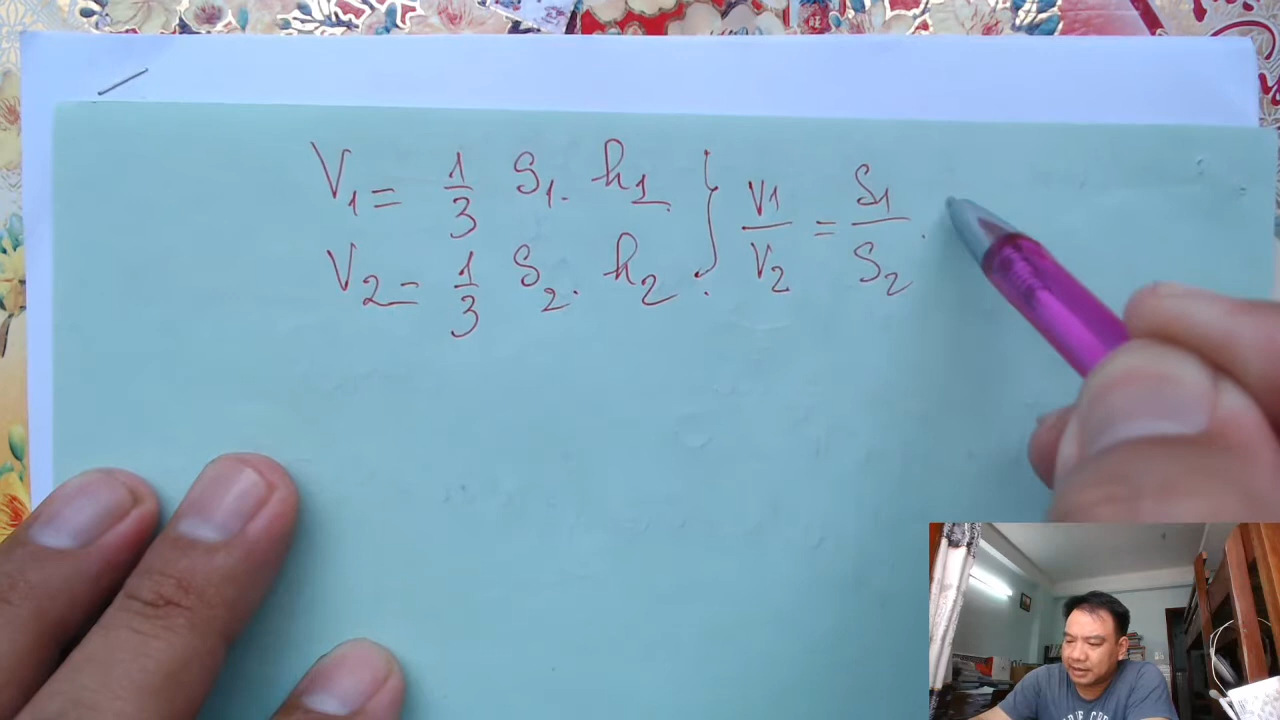 V₁ = 1/3 S₁. h₁. } V1/V2 = S₁/S₂ .
V₂ = 1/3 S₂. h₂.